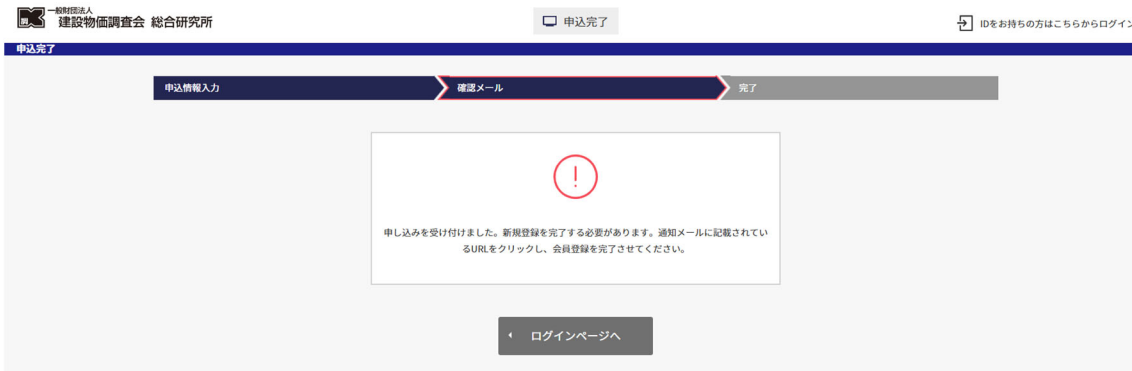 一般財団法人
建設物価調査会 総合研究所
申込完了
IDをお持ちの方はこちらからログイン
申込完了
申込情報入力
確認メール
完了
申し込みを受け付けました。新規登録を完了する必要があります。通知メールに記載されてい
るURLをクリックし、会員登録を完了させてください。
ログインページへ